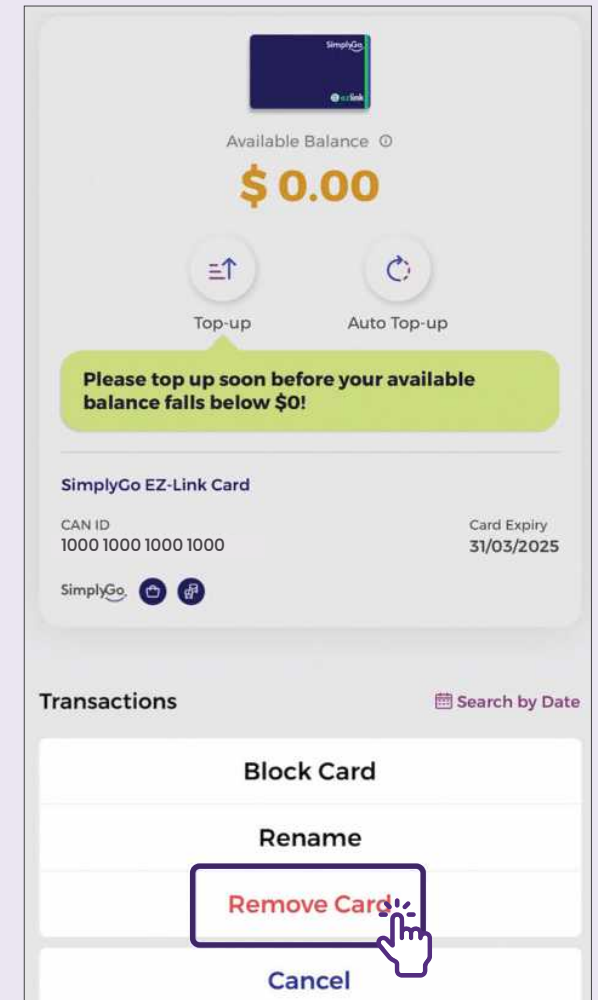 SimplyGo
ezlink
Available Balance
$ 0.00
Top-up
Auto Top-up
Please top up soon before your available
balance falls below $0!
SimplyGo EZ-Link Card
CAN ID
Card Expiry
1000 1000 1000 1000
31/03/2025
SimplyGo.
Transactions
Search by Date
Block Card
Rename
Remove Card
Cancel